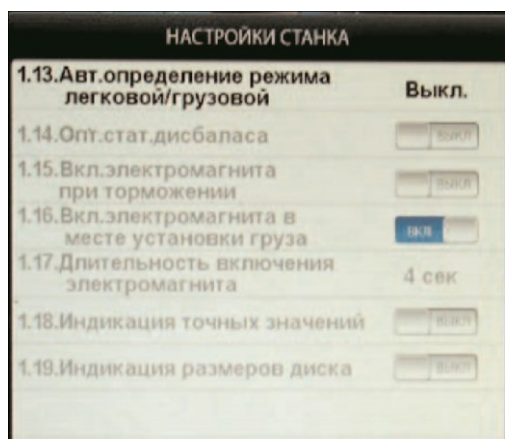 НАСТРОЙКИ СТАНКА
1.13.Авт.определение режима
легковой/грузовой
Выкл.
1.14.Опт.стат.дисбаласа
ВЫКЛ
1.15.Вкл.электромагнита
при торможении
ВЫКЛ
1.16.Вкл.электромагнита в
месте установки груза
ВКЛ
1.17.Длительность включения
электромагнита
4 сек
1.18.Индикация точных значений
ВЫКЛ
1.19.Индикация размеров диска
ВЫКЛ